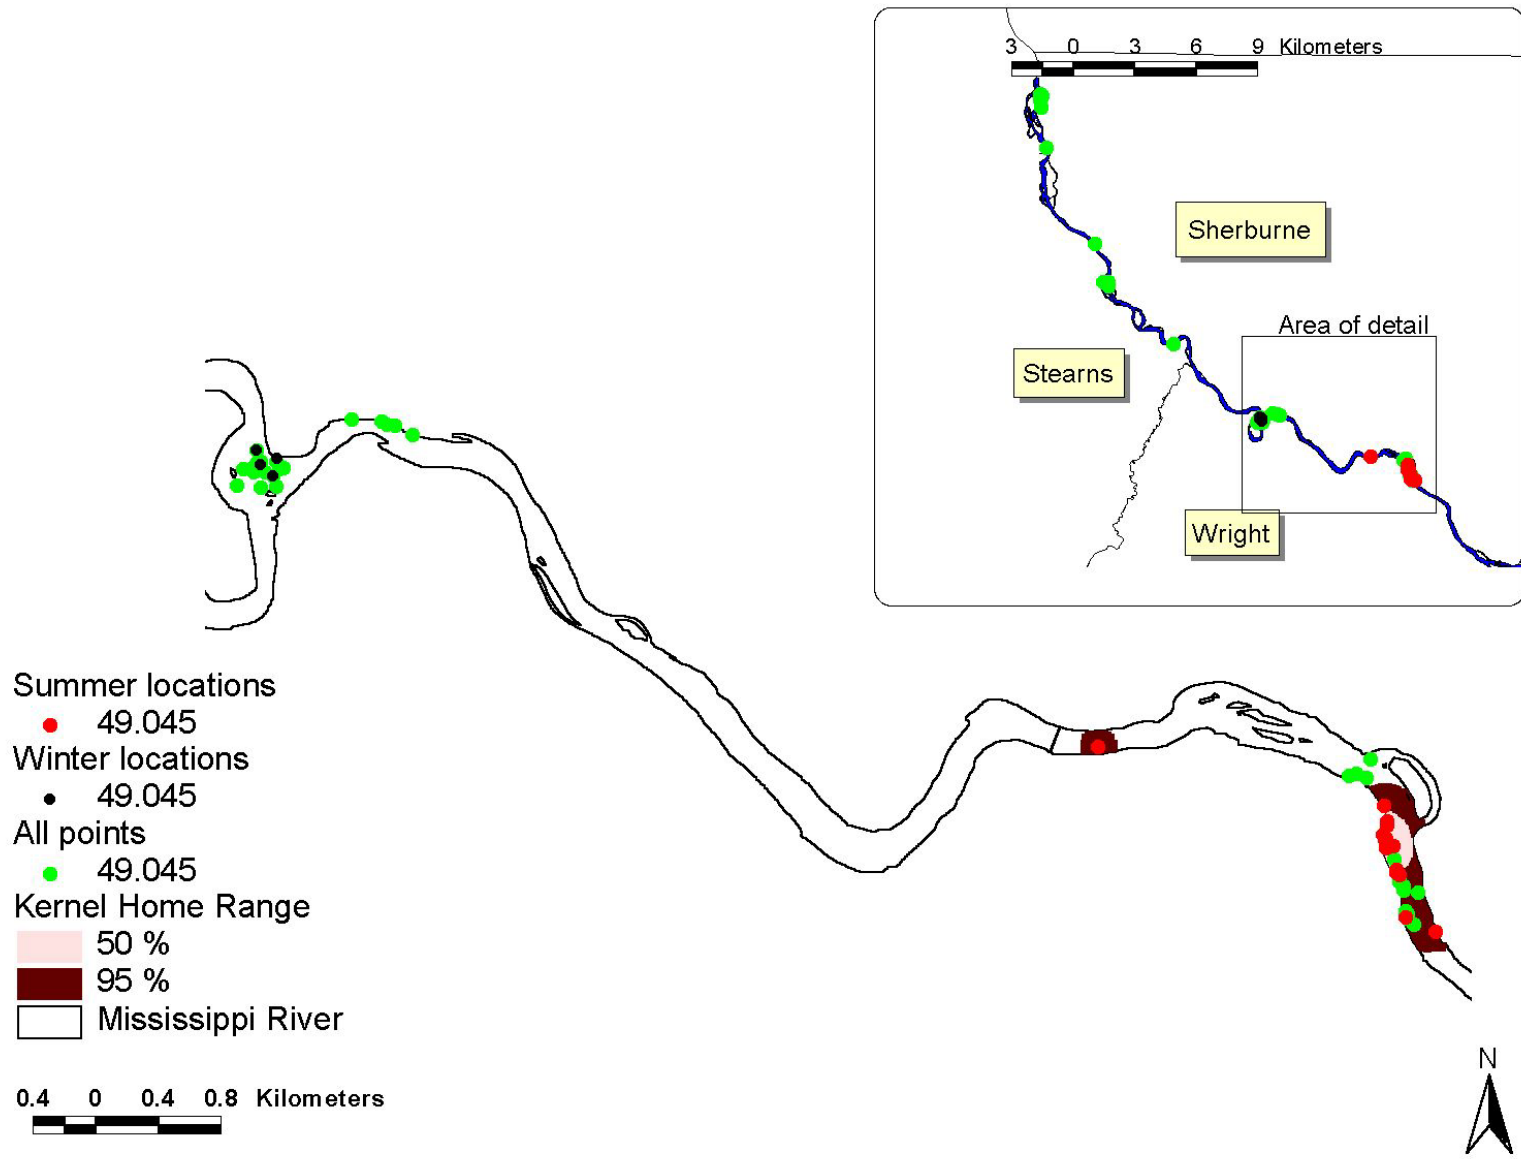 3 0 3 6 9 Kilometers
Sherburne
Area of detail
Stearns
Wright
Summer locations
49.045
Winter locations
49.045
All points
49.045
Kernel Home Range
50 %
95 %
Mississippi River
0.4 0 0.4 0.8 Kilometers
N